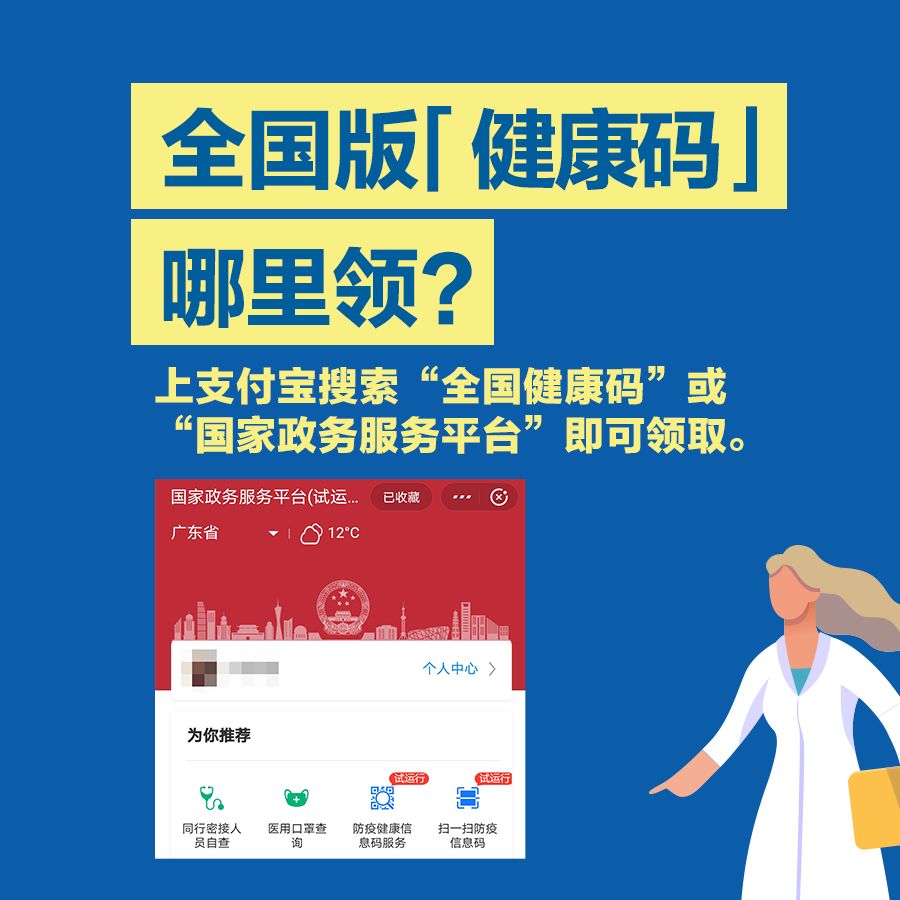 全国版「健康码」
哪里领?
上支付宝搜索“全国健康码”或
“国家政务服务平台”即可领取。
国家政务服务平台(试运... 已收藏
广东省 12°C
个人中心
为你推荐
试运行 试运行
同行密接人 医用口罩查 防疫健康信 扫一扫防疫
员自查 询 息码服务 信息码